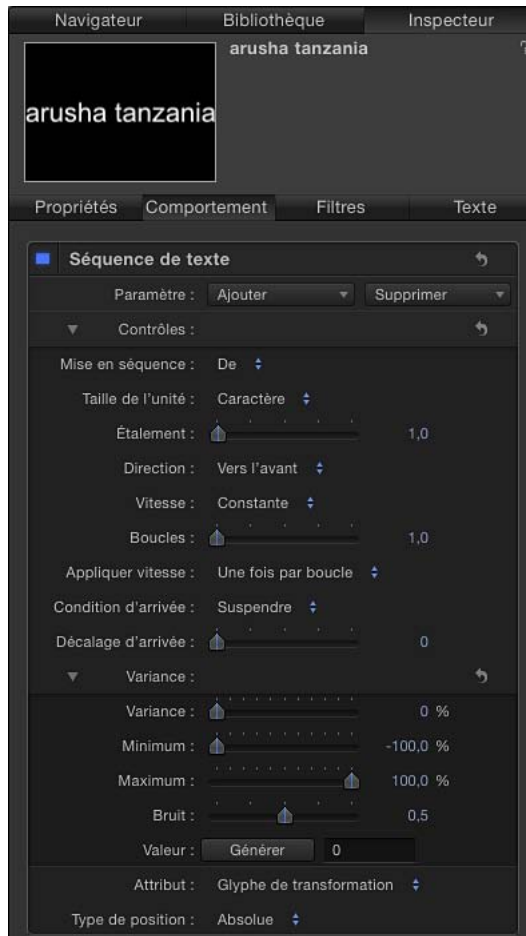 Navigateur Bibliothèque Inspecteur
arusha tanzania
arusha tanzania
Propriétés Comportement Filtres Texte
Séquence de texte
Paramètre : Ajouter Supprimer
Contrôles :
Mise en séquence : De
Taille de l'unité : Caractère
Étalement : 1,0
Direction : Vers l'avant
Vitesse : Constante
Boucles : 1,0
Appliquer vitesse : Une fois par boucle
Condition d'arrivée : Suspendre
Décalage d'arrivée : 0
Variance :
Variance : 0 %
Minimum : -100,0 %
Maximum : 100,0 %
Bruit : 0,5
Valeur : Générer 0
Attribut : Glyphe de transformation
Type de position : Absolue